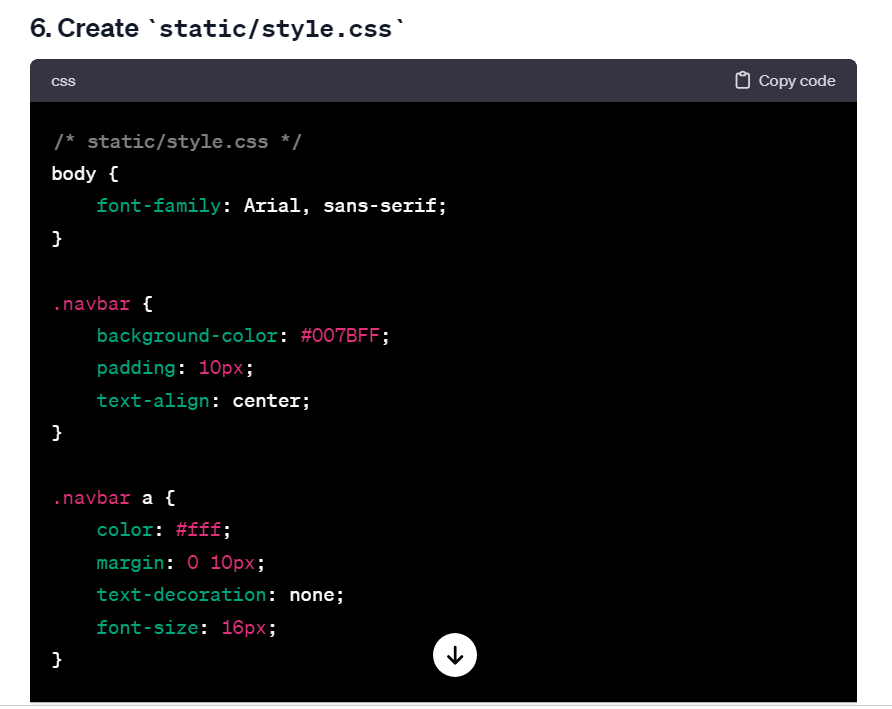 6. Create `static/style.css`
css
Copy code
/* static/style.css */
body {
    font-family: Arial, sans-serif;
}

.navbar {
    background-color: #007BFF;
    padding: 10px;
    text-align: center;
}

.navbar a {
    color: #fff;
    margin: 0 10px;
    text-decoration: none;
    font-size: 16px;
}